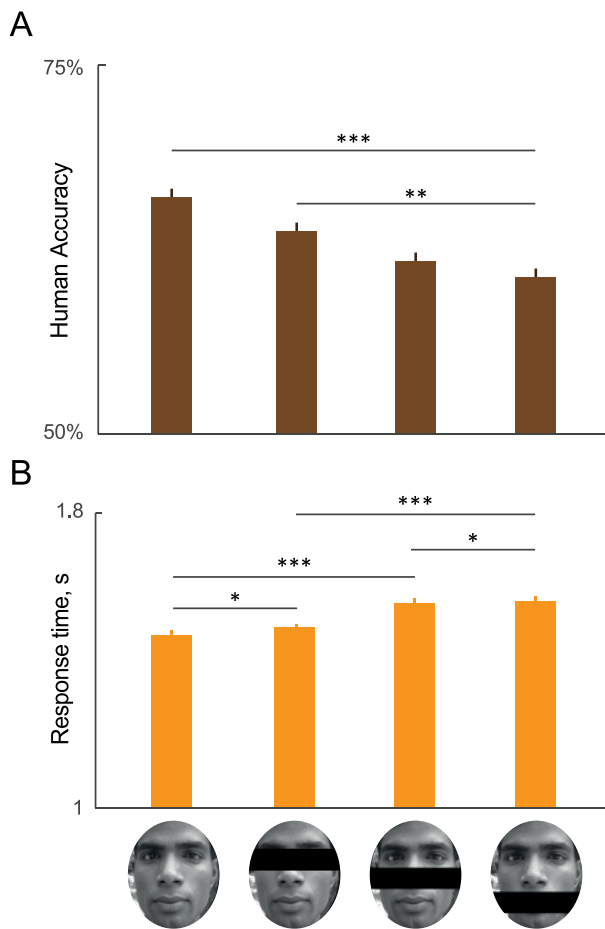 A
75%
***
**
Human Accuracy
50%
B
1.8
***
*
***
*
Response time, s
1